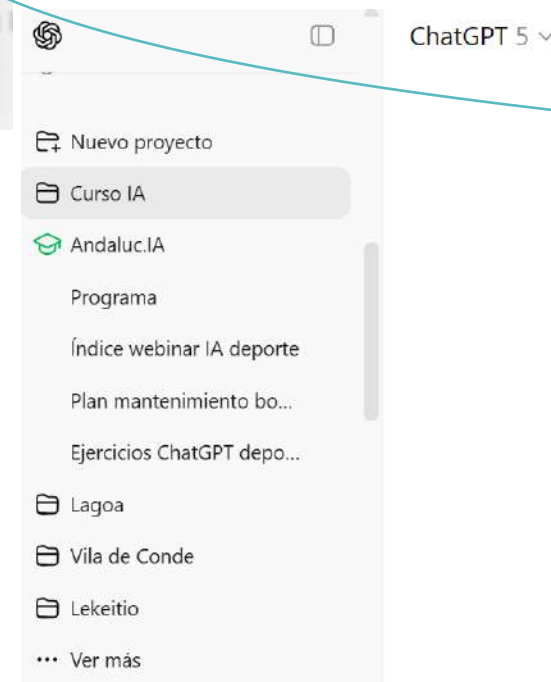 ChatGPT 5
Nuevo proyecto
Curso IA
Andaluc.IA
Programa
Índice webinar IA deporte
Plan mantenimiento bo...
Ejercicios ChatGPT depo...
Lagoa
Vila de Conde
Lekeitio
Ver más